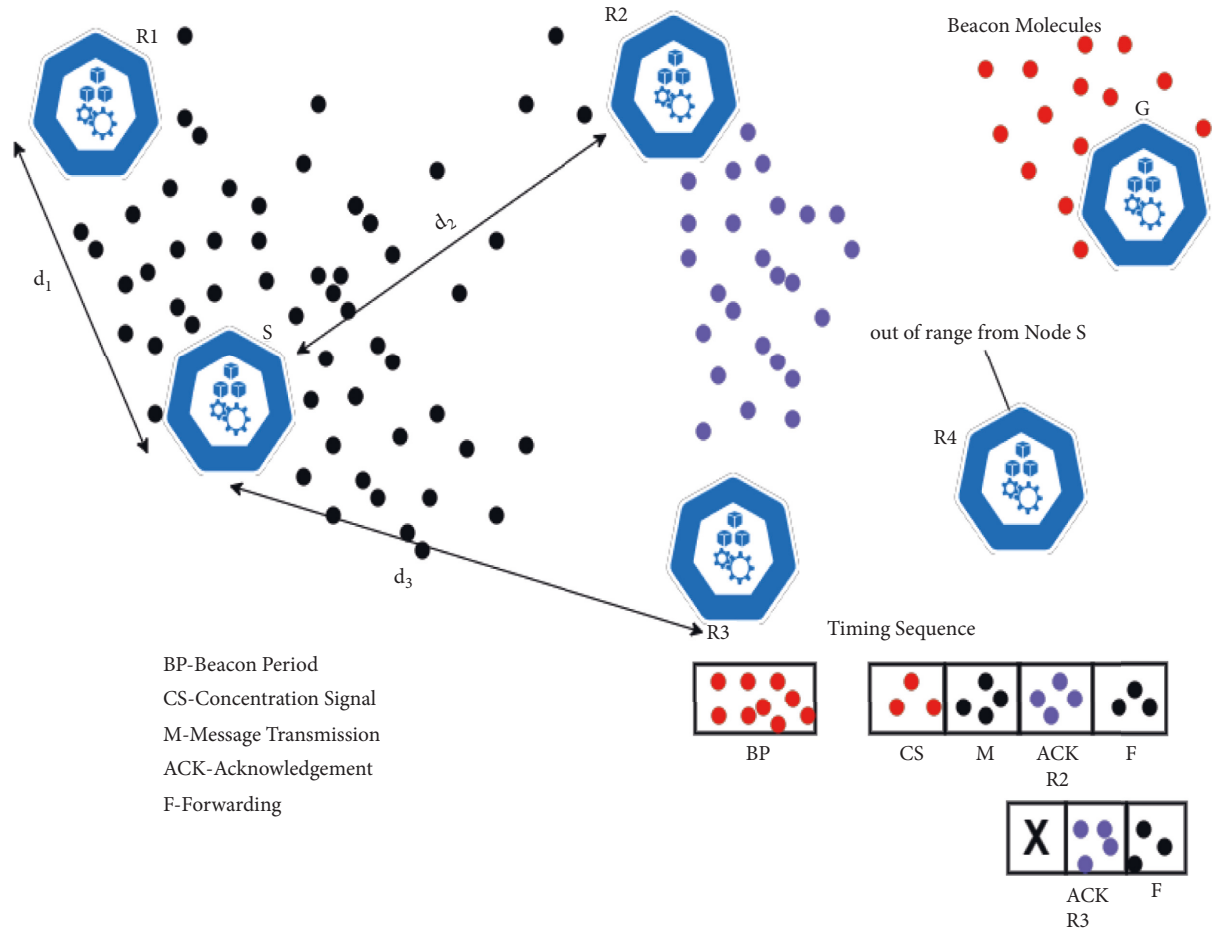 R1
R2
Beacon Molecules
G
d2
d1
S
out of range from Node S
R4
d3
R3
Timing Sequence
BP-Beacon Period
CS-Concentration Signal
M-Message Transmission
ACK-Acknowledgement
F-Forwarding
BP
CS
M
ACK
R2
F
X
ACK
R3
F